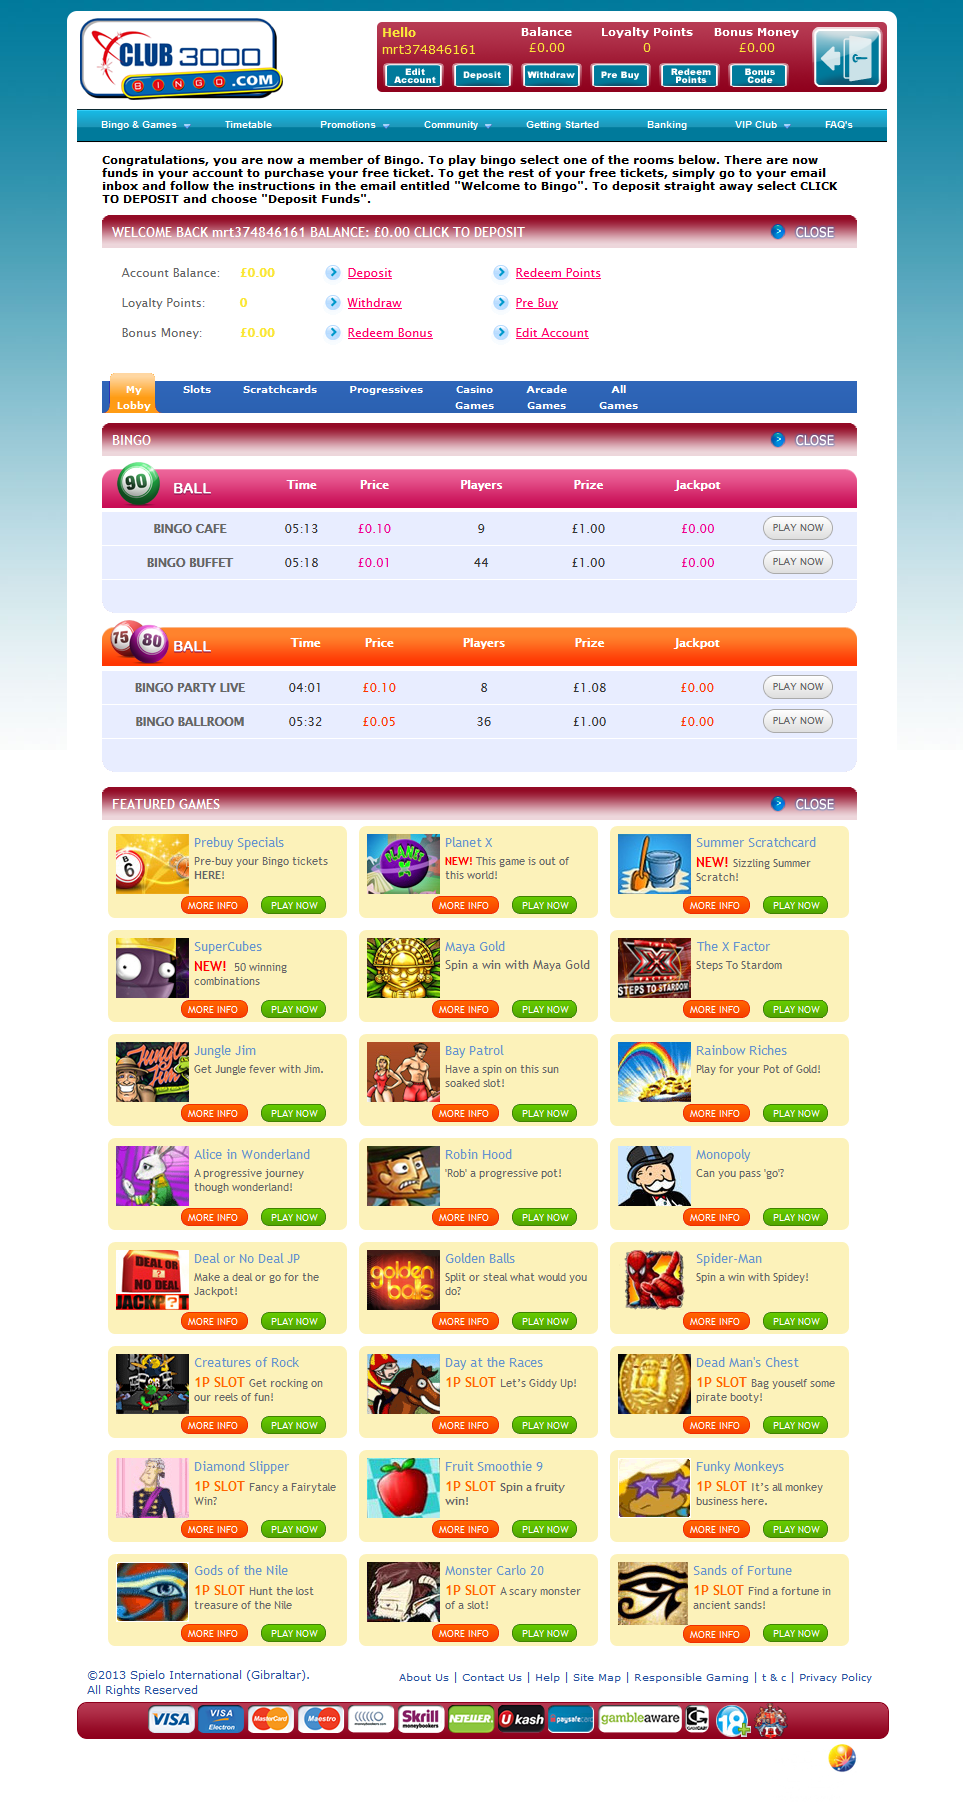 CLUB 3000
BINGO.COM
Hello
mrt374846161
Balance
£0.00
Loyalty Points
0
Bonus Money
£0.00
Edit Account
Deposit
Withdraw
Pre Buy
Redeem Points
Bonus Code
Bingo & Games Timetable Promotions Community Getting Started Banking VIP Club FAQ's
Congratulations, you are now a member of Bingo. To play bingo select one of the rooms below. There are now
funds in your account to purchase your free ticket. To get the rest of your free tickets, simply go to your email
inbox and follow the instructions in the email entitled "Welcome to Bingo". To deposit straight away select CLICK
TO DEPOSIT and choose "Deposit Funds".
WELCOME BACK mrt374846161 BALANCE: £0.00 CLICK TO DEPOSIT CLOSE
Account Balance: £0.00 Deposit Redeem Points
Loyalty Points: 0 Withdraw Pre Buy
Bonus Money: £0.00 Redeem Bonus Edit Account
My Lobby
Slots
Scratchcards
Progressives
Casino Games
Arcade Games
All Games
BINGO CLOSE
90 BALL Time Price Players Prize Jackpot
BINGO CAFE 05:13 £0.10 9 £1.00 £0.00 PLAY NOW
BINGO BUFFET 05:18 £0.01 44 £1.00 £0.00 PLAY NOW
75 80 BALL Time Price Players Prize Jackpot
BINGO PARTY LIVE 04:01 £0.10 8 £1.08 £0.00 PLAY NOW
BINGO BALLROOM 05:32 £0.05 36 £1.00 £0.00 PLAY NOW
FEATURED GAMES CLOSE
6
Prebuy Specials
Pre-buy your Bingo tickets
HERE!
MORE INFO PLAY NOW
PLANET X
Planet X
NEW! This game is out of
this world!
MORE INFO PLAY NOW
Summer Scratchcard
NEW! Sizzling Summer
Scratch!
MORE INFO PLAY NOW
SuperCubes
NEW! 50 winning
combinations
MORE INFO PLAY NOW
Maya Gold
Spin a win with Maya Gold
MORE INFO PLAY NOW
X
STEPS TO STARDOM
The X Factor
Steps To Stardom
MORE INFO PLAY NOW
Jungle Jim
Jungle Jim
Get Jungle fever with Jim.
MORE INFO PLAY NOW
Bay Patrol
Have a spin on this sun
soaked slot!
MORE INFO PLAY NOW
Rainbow Riches
Play for your Pot of Gold!
MORE INFO PLAY NOW
Alice in Wonderland
A progressive journey
though wonderland!
MORE INFO PLAY NOW
Robin Hood
'Rob' a progressive pot!
MORE INFO PLAY NOW
Monopoly
Can you pass 'go'?
MORE INFO PLAY NOW
DEAL OR
NO DEAL
JACKP?T
Deal or No Deal JP
Make a deal or go for the
Jackpot!
MORE INFO PLAY NOW
golden
balls
Golden Balls
Split or steal what would you
do?
MORE INFO PLAY NOW
Spider-Man
Spin a win with Spidey!
MORE INFO PLAY NOW
Creatures of Rock
1P SLOT Get rocking on
our reels of fun!
MORE INFO PLAY NOW
Day at the Races
1P SLOT Let's Giddy Up!
MORE INFO PLAY NOW
Dead Man's Chest
1P SLOT Bag youself some
pirate booty!
MORE INFO PLAY NOW
Diamond Slipper
1P SLOT Fancy a Fairytale
Win?
MORE INFO PLAY NOW
Fruit Smoothie 9
1P SLOT Spin a fruity
win!
MORE INFO PLAY NOW
Funky Monkeys
1P SLOT It's all monkey
business here.
MORE INFO PLAY NOW
Gods of the Nile
1P SLOT Hunt the lost
treasure of the Nile
MORE INFO PLAY NOW
Monster Carlo 20
1P SLOT A scary monster
of a slot!
MORE INFO PLAY NOW
Sands of Fortune
1P SLOT Find a fortune in
ancient sands!
MORE INFO PLAY NOW
©2013 Spielo International (Gibraltar).
All Rights Reserved
About Us | Contact Us | Help | Site Map | Responsible Gaming | t & c | Privacy Policy
VISA
VISA Electron
MasterCard
Maestro
moneybookers.com
Skrill moneybookers
NETELLER
Ukash
paysafecard
gambleaware
GAMCARE
18+